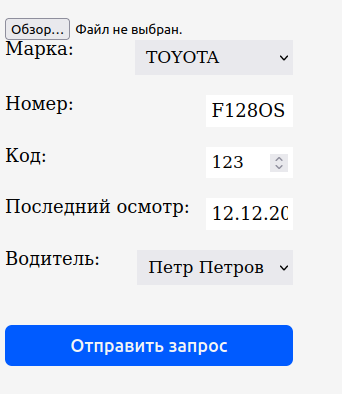 Обзор... Файл не выбран.
Марка: TOYOTA
Номер: F128OS
Код: 123
Последний осмотр: 12.12.20
Водитель: Петр Петров
Отправить запрос